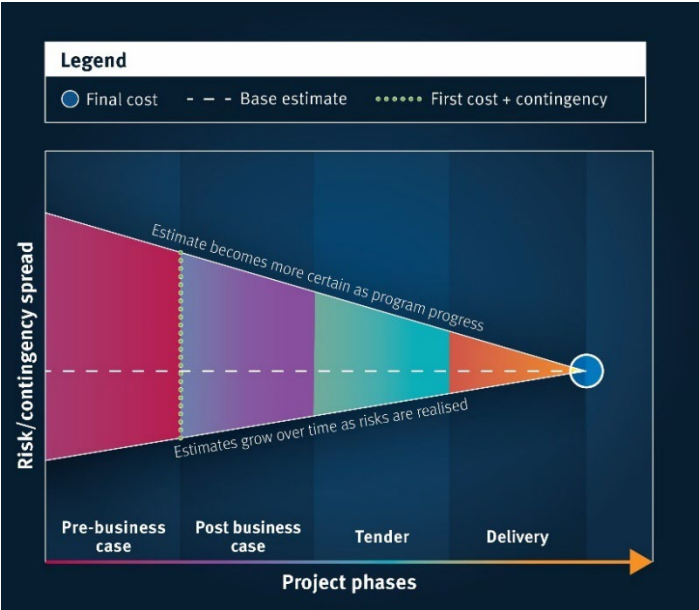 Legend
Final cost
Base estimate
First cost + contingency
Risk/contingency spread
Estimate becomes more certain as program progress
Estimates grow over time as risks are realised
Pre-business
case
Post business
case
Tender
Delivery
Project phases